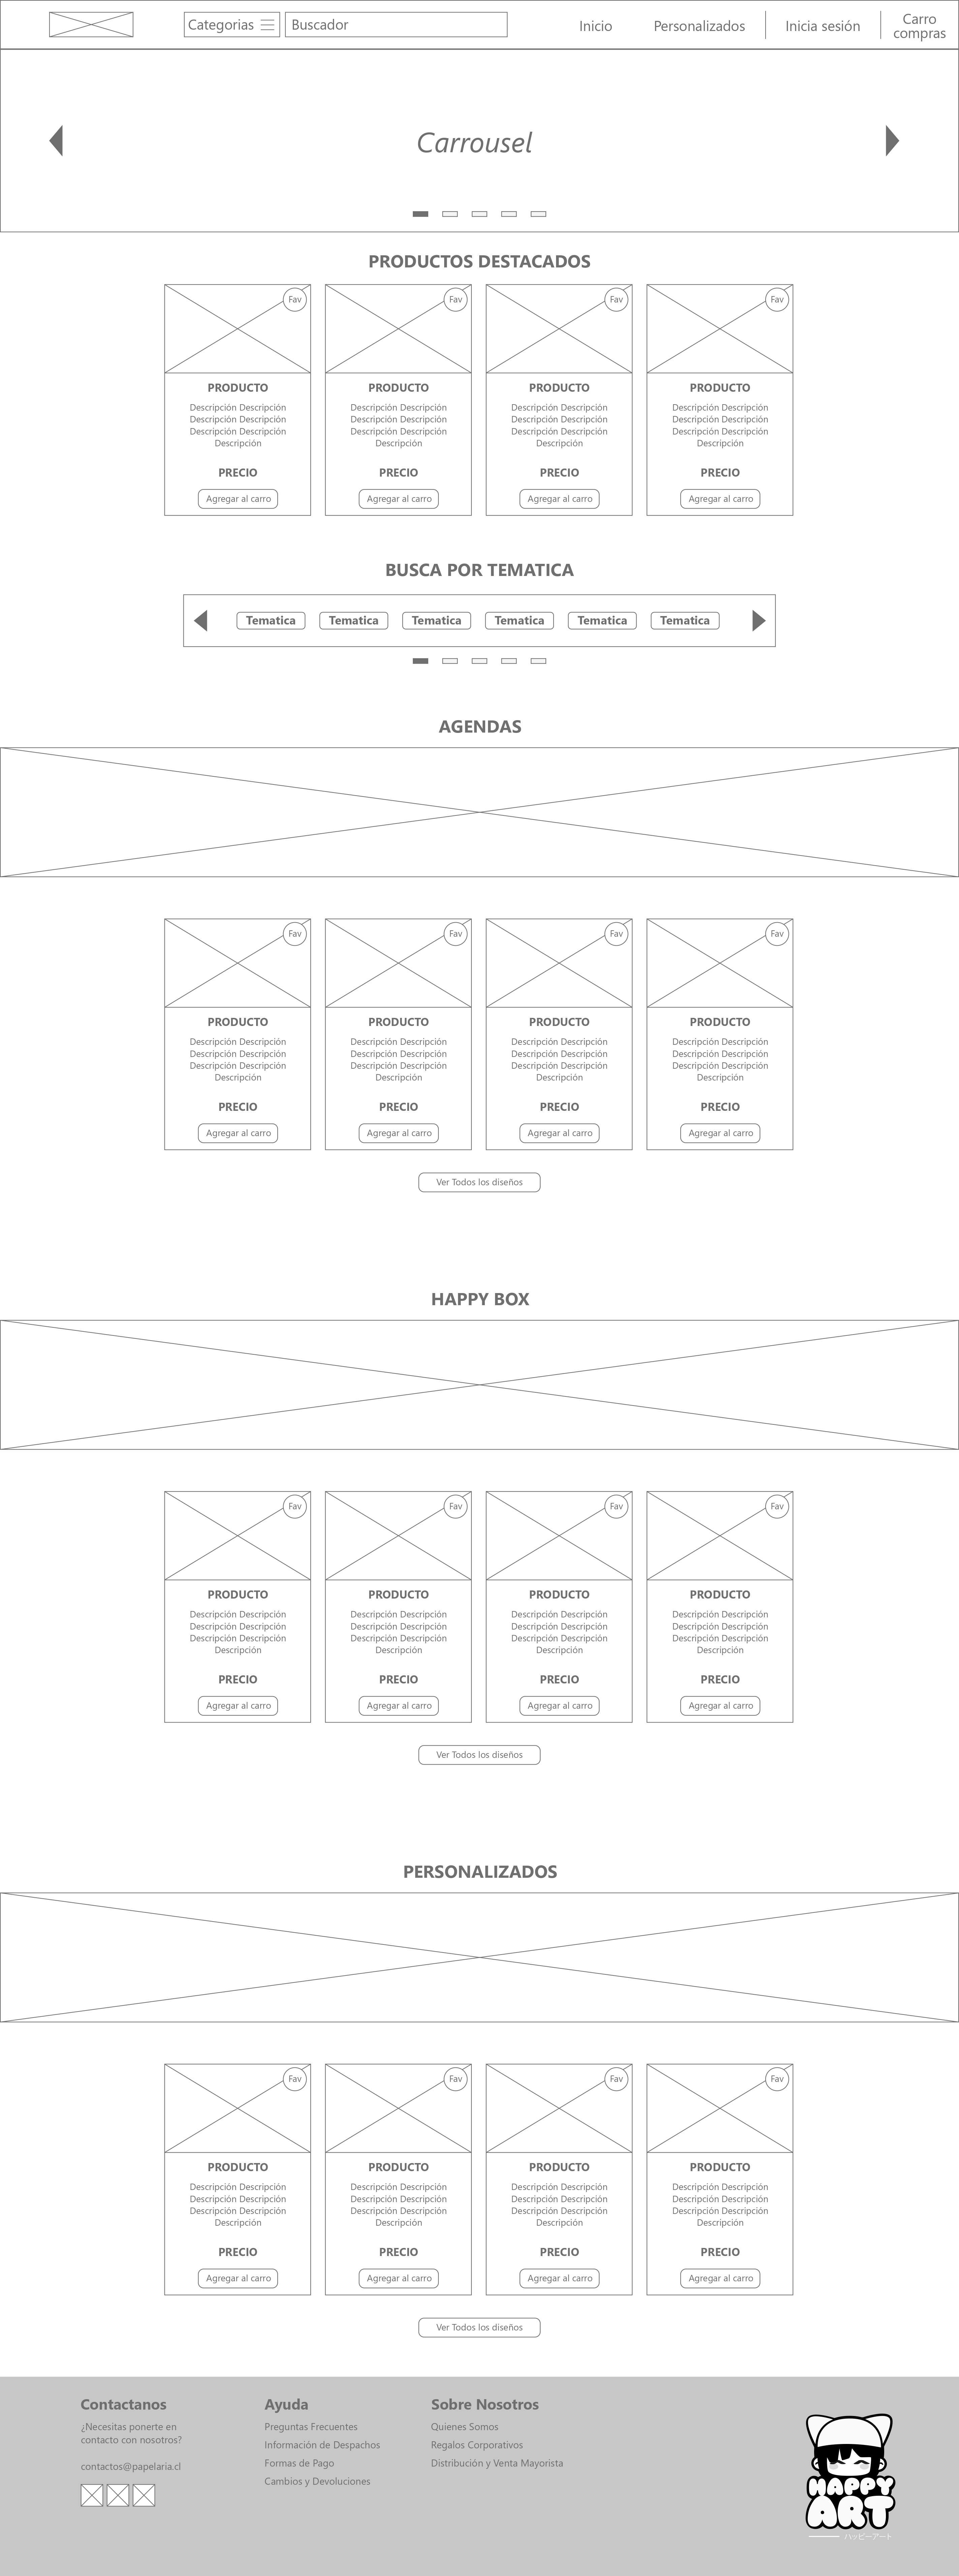 Categorias
Buscador
Inicio
Personalizados
Inicia sesión
Carro
compras
Carrousel
PRODUCTOS DESTACADOS
Fav
Fav
Fav
Fav
PRODUCTO
PRODUCTO
PRODUCTO
PRODUCTO
Descripción Descripción
Descripción Descripción
Descripción Descripción
Descripción
Descripción Descripción
Descripción Descripción
Descripción Descripción
Descripción
Descripción Descripción
Descripción Descripción
Descripción Descripción
Descripción
Descripción Descripción
Descripción Descripción
Descripción Descripción
Descripción
PRECIO
PRECIO
PRECIO
PRECIO
Agregar al carro
Agregar al carro
Agregar al carro
Agregar al carro
BUSCA POR TEMATICA
Tematica
Tematica
Tematica
Tematica
Tematica
Tematica
AGENDAS
Fav
Fav
Fav
Fav
PRODUCTO
PRODUCTO
PRODUCTO
PRODUCTO
Descripción Descripción
Descripción Descripción
Descripción Descripción
Descripción
Descripción Descripción
Descripción Descripción
Descripción Descripción
Descripción
Descripción Descripción
Descripción Descripción
Descripción Descripción
Descripción
Descripción Descripción
Descripción Descripción
Descripción Descripción
Descripción
PRECIO
PRECIO
PRECIO
PRECIO
Agregar al carro
Agregar al carro
Agregar al carro
Agregar al carro
Ver Todos los diseños
HAPPY BOX
Fav
Fav
Fav
Fav
PRODUCTO
PRODUCTO
PRODUCTO
PRODUCTO
Descripción Descripción
Descripción Descripción
Descripción Descripción
Descripción
Descripción Descripción
Descripción Descripción
Descripción Descripción
Descripción
Descripción Descripción
Descripción Descripción
Descripción Descripción
Descripción
Descripción Descripción
Descripción Descripción
Descripción Descripción
Descripción
PRECIO
PRECIO
PRECIO
PRECIO
Agregar al carro
Agregar al carro
Agregar al carro
Agregar al carro
Ver Todos los diseños
PERSONALIZADOS
Fav
Fav
Fav
Fav
PRODUCTO
PRODUCTO
PRODUCTO
PRODUCTO
Descripción Descripción
Descripción Descripción
Descripción Descripción
Descripción
Descripción Descripción
Descripción Descripción
Descripción Descripción
Descripción
Descripción Descripción
Descripción Descripción
Descripción Descripción
Descripción
Descripción Descripción
Descripción Descripción
Descripción Descripción
Descripción
PRECIO
PRECIO
PRECIO
PRECIO
Agregar al carro
Agregar al carro
Agregar al carro
Agregar al carro
Ver Todos los diseños
Contactanos
¿Necesitas ponerte en
contacto con nosotros?
contactos@papelaria.cl
Ayuda
Preguntas Frecuentes
Información de Despachos
Formas de Pago
Cambios y Devoluciones
Sobre Nosotros
Quienes Somos
Regalos Corporativos
Distribución y Venta Mayorista
HAPPY
ART
ハッピーアート